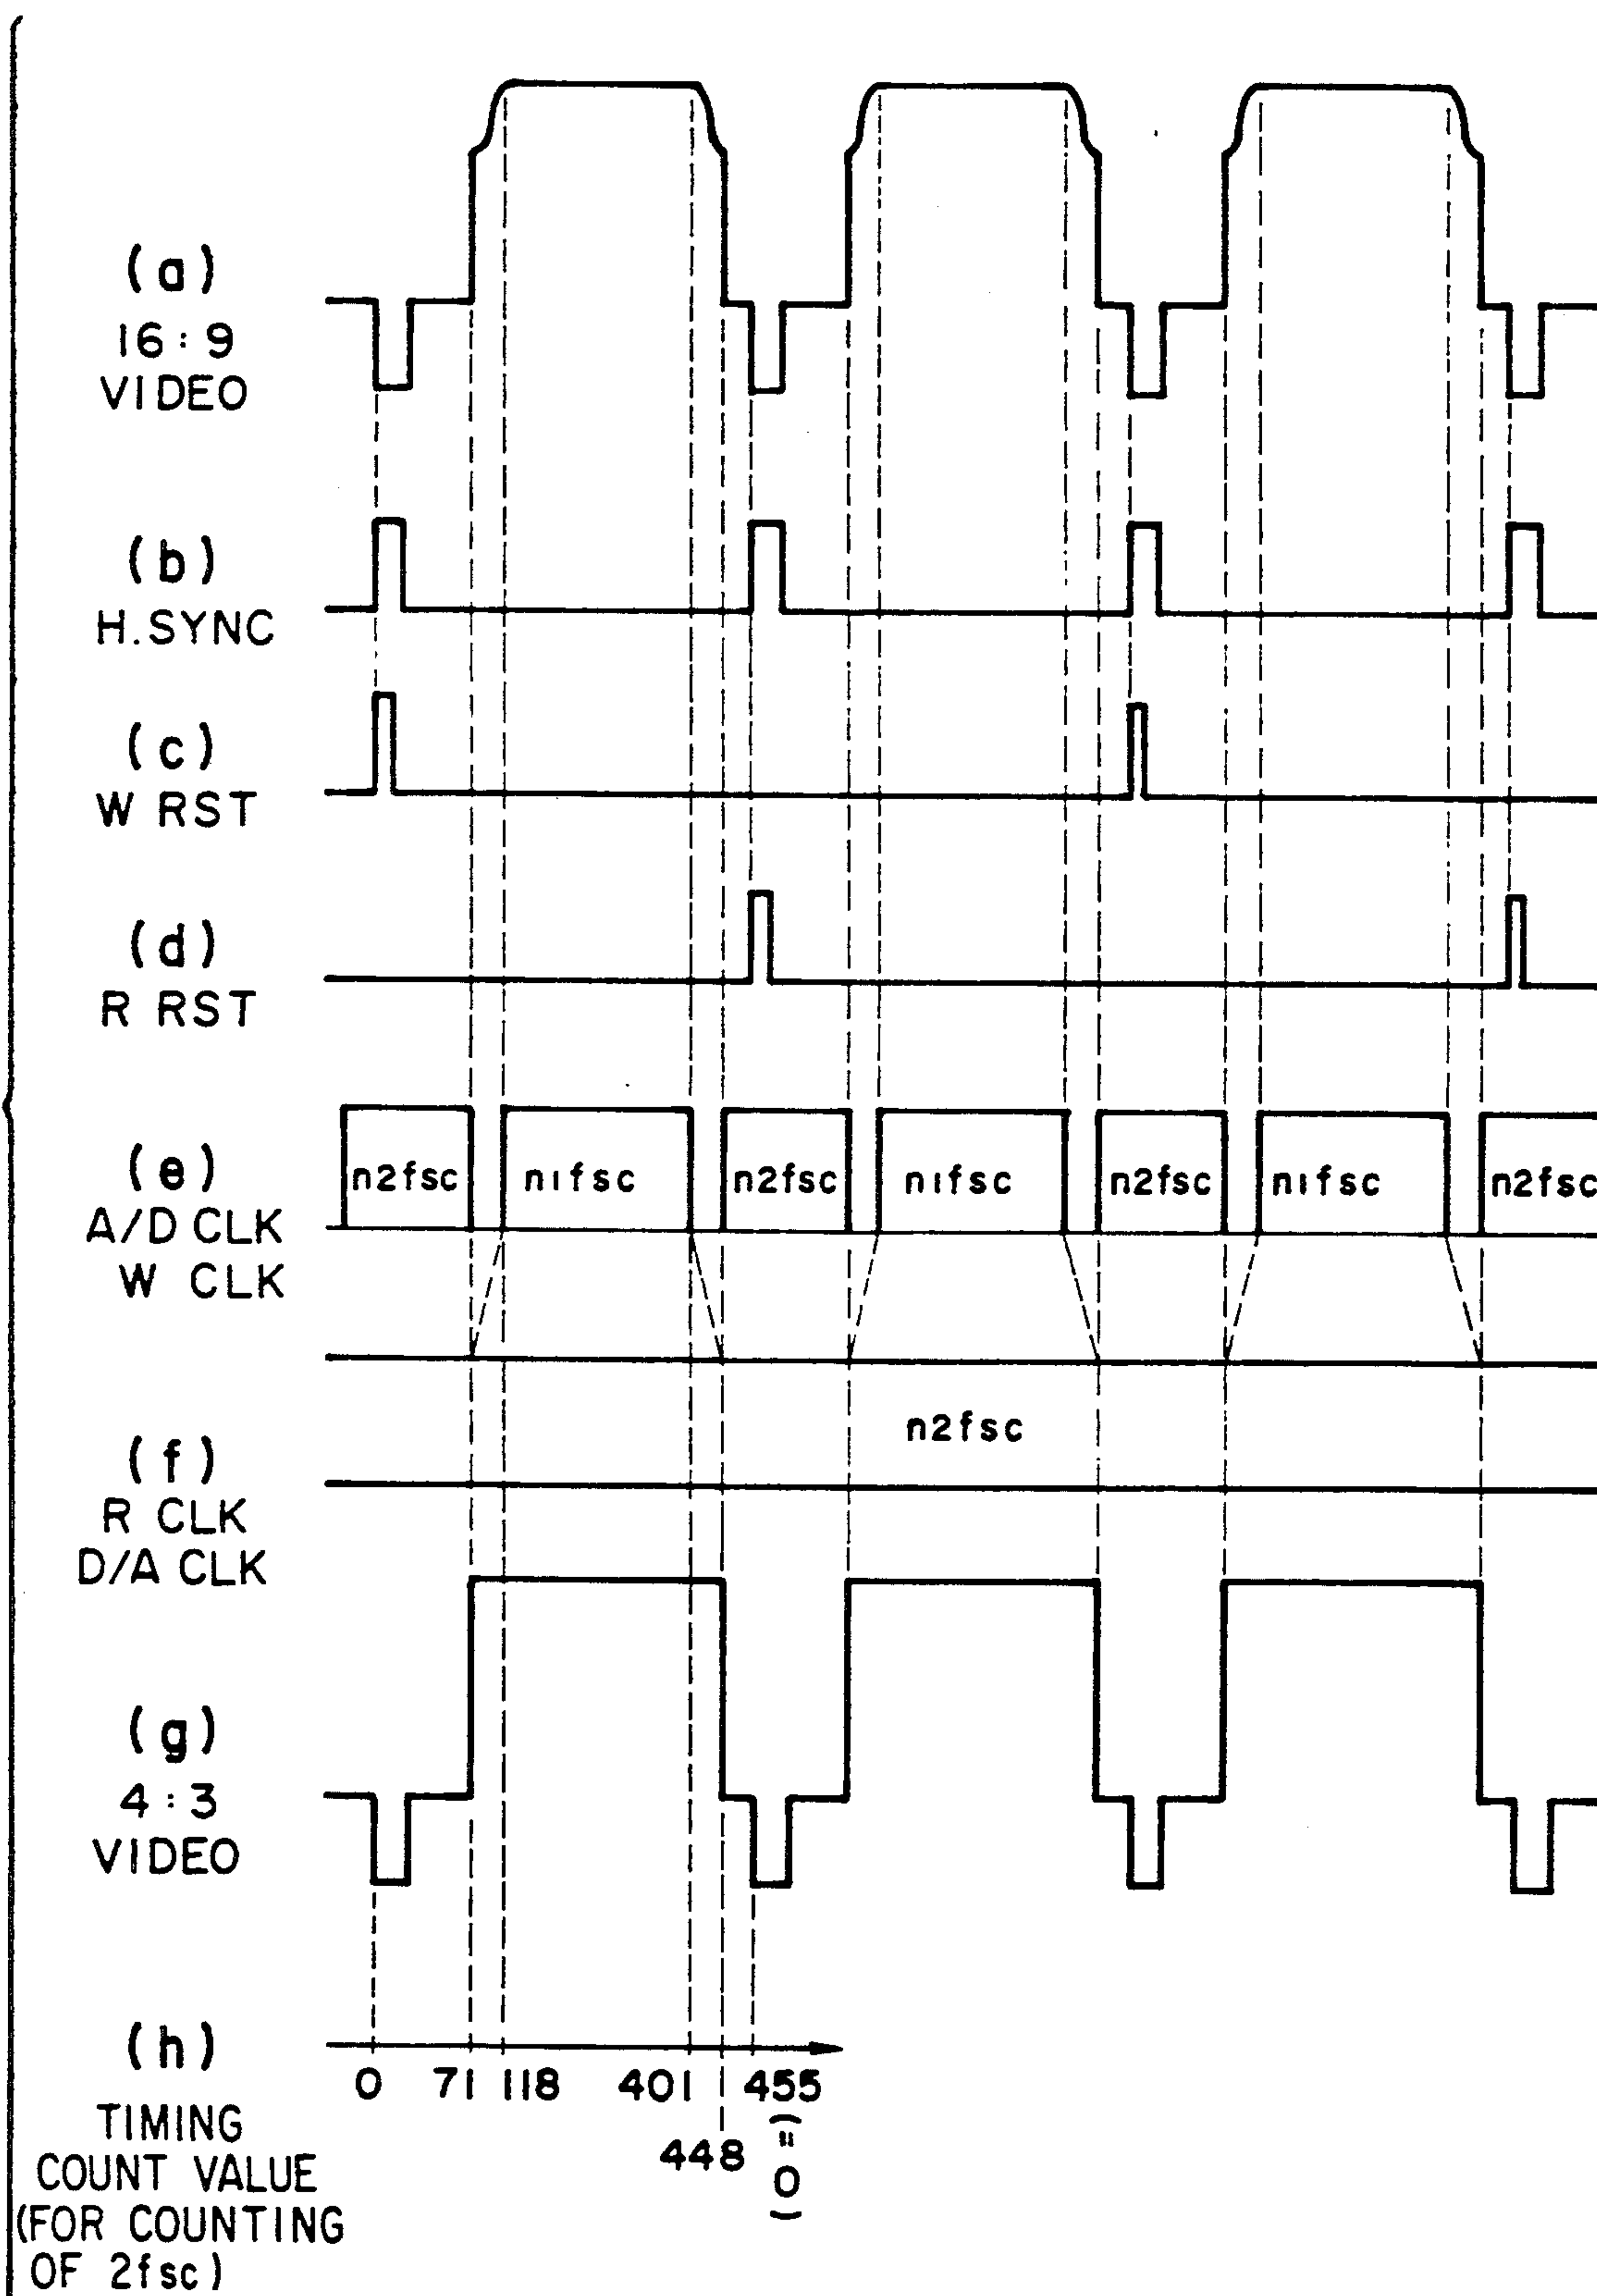 (a)
16:9
VIDEO
(b)
H.SYNC
(c)
W RST
(d)
R RST
(e)
A/D CLK
W CLK
n2fsc n1fsc n2fsc n1fsc n2fsc n1fsc n2fsc
n2fsc
(f)
R CLK
D/A CLK
(g)
4:3
VIDEO
(h)
0 71 118 401 455
448 (=0)
TIMING
COUNT VALUE
(FOR COUNTING
OF 2fsc)